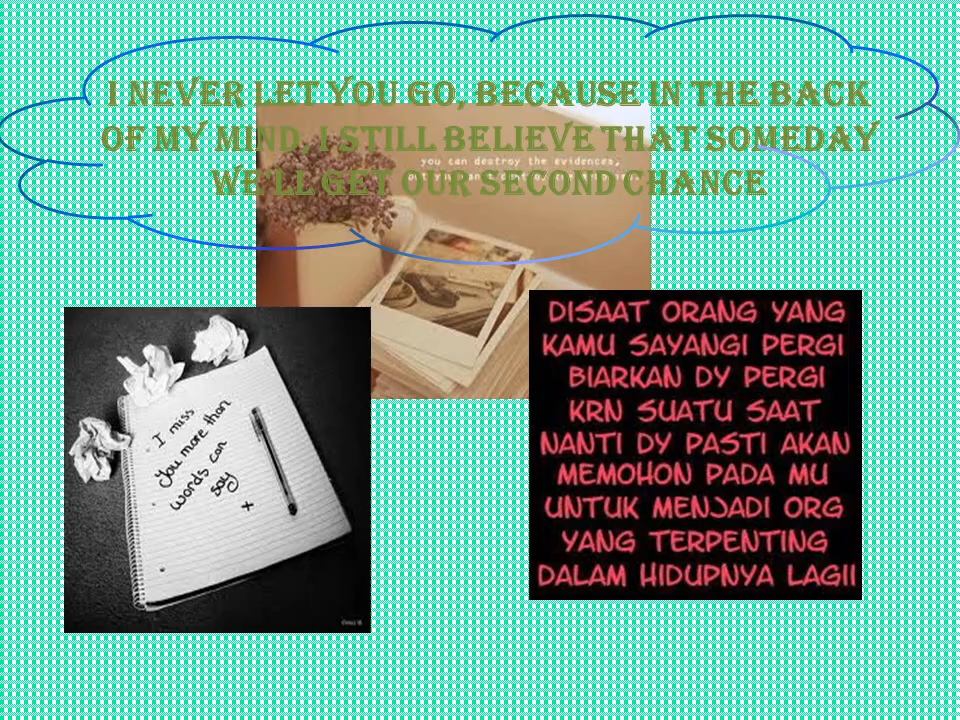 I NEVER LET YOU GO, BECAUSE IN THE BACK
OF MY MIND, I STILL BELIEVE THAT SOMEDAY
WE'LL GET OUR SECOND CHANCE
you can destroy the evidences,
but you can't
I miss
You more than
words can
say
x
DISAAT ORANG YANG
KAMU SAYANGI PERGI
BIARKAN DY PERGI
KRN SUATU SAAT
NANTI DY PASTI AKAN
MEMOHON PADA MU
UNTUK MENJADI ORG
YANG TERPENTING
DALAM HIDUPNYA LAGII